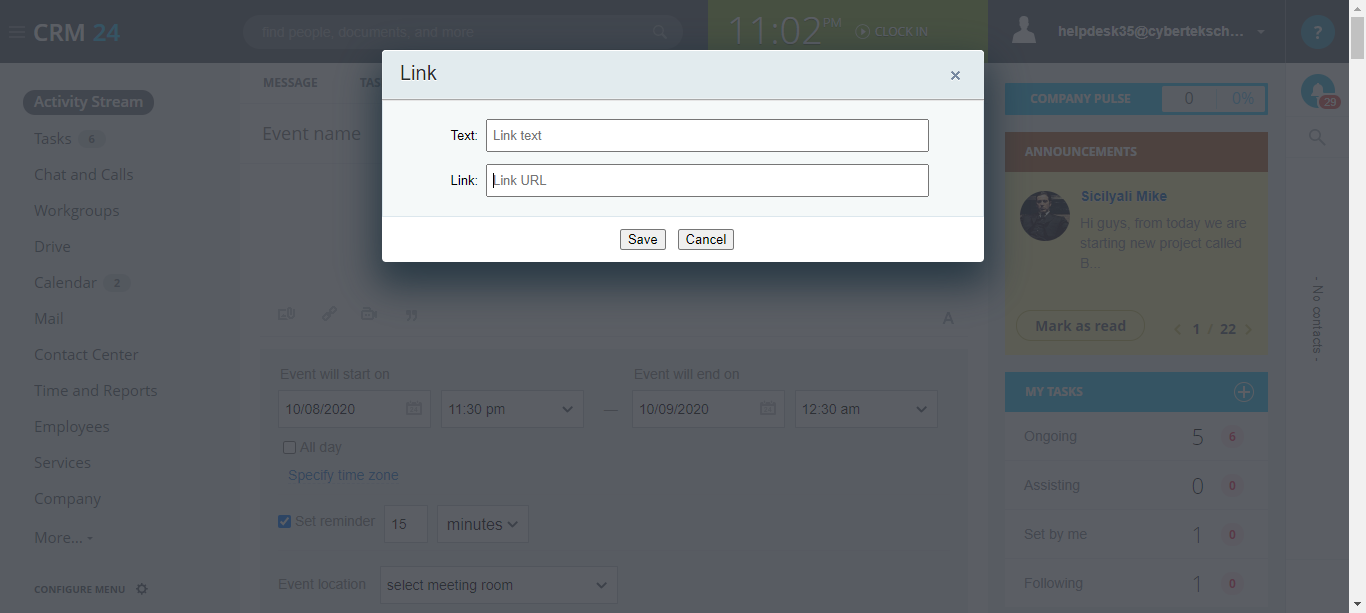 CRM 24
find people, documents, and more
11:02 PM
CLOCK IN
helpdesk35@cyberteksch...
?
Link
×
Text: Link text
Link: Link URL
Save Cancel
Activity Stream
Tasks 6
Chat and Calls
Workgroups
Drive
Calendar 2
Mail
Contact Center
Time and Reports
Employees
Services
Company
More...
CONFIGURE MENU
MESSAGE TAS
Event name
A
Event will start on Event will end on
10/08/2020 11:30 pm — 10/09/2020 12:30 am
All day
Specify time zone
Set reminder 15 minutes
Event location select meeting room
COMPANY PULSE 0 0%
ANNOUNCEMENTS
Sicilyali Mike
Hi guys, from today we are
starting new project called
B...
Mark as read < 1 / 22 >
MY TASKS
Ongoing 5 6
Assisting 0 0
Set by me 1 0
Following 1 0
29
- No contacts -